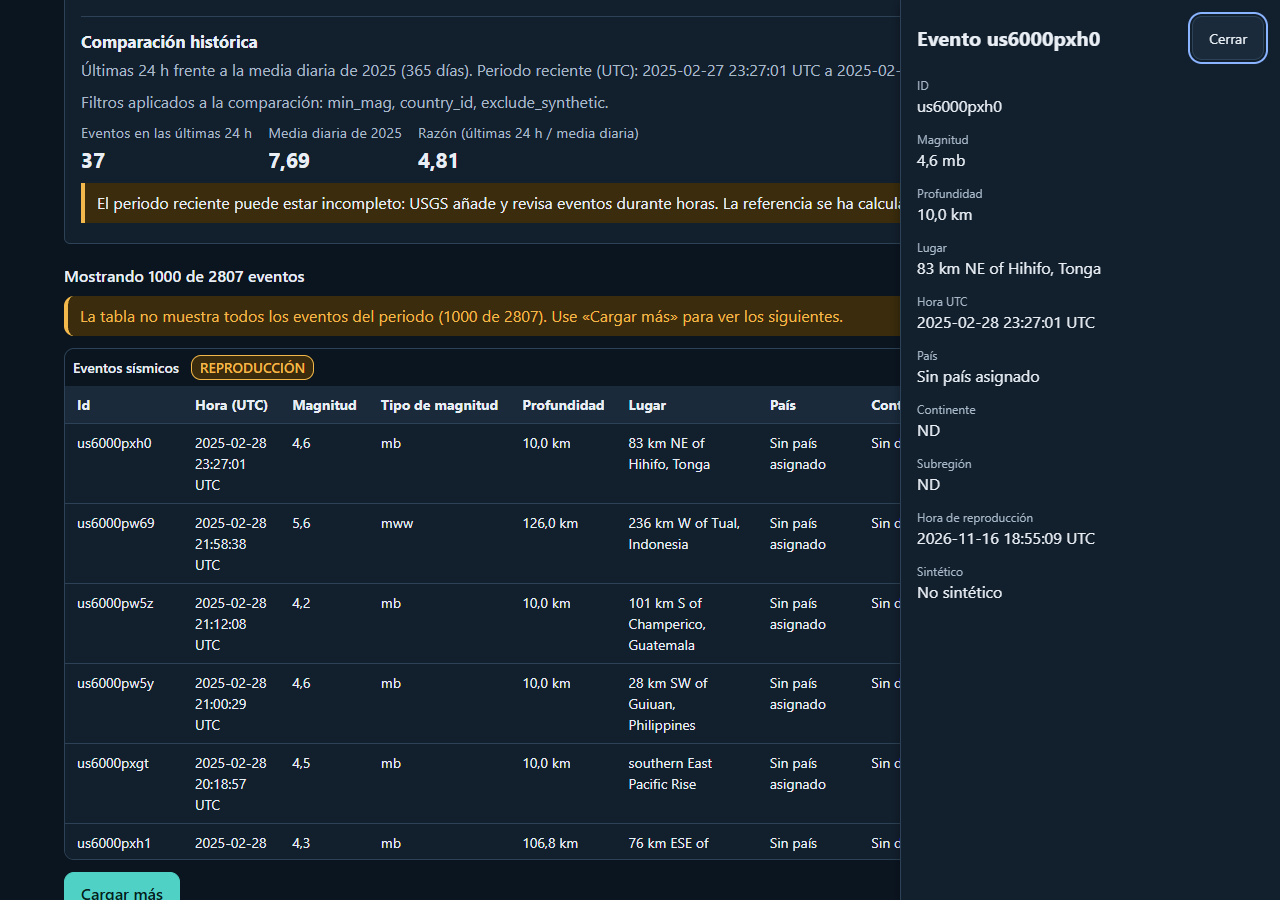 Comparación histórica
Últimas 24 h frente a la media diaria de 2025 (365 días). Periodo reciente (UTC): 2025-02-27 23:27:01 UTC a 2025-02-
Filtros aplicados a la comparación: min_mag, country_id, exclude_synthetic.
Eventos en las últimas 24 h Media diaria de 2025 Razón (últimas 24 h / media diaria)
37 7,69 4,81
El periodo reciente puede estar incompleto: USGS añade y revisa eventos durante horas. La referencia se ha
Mostrando 1000 de 2807 eventos
La tabla no muestra todos los eventos del periodo (1000 de 2807). Use «Cargar más» para ver los siguientes.
Eventos sísmicos REPRODUCCIÓN
Id Hora (UTC) Magnitud Tipo de magnitud Profundidad Lugar País
us6000pxh0 2025-02-28 4,6 mb 10,0 km 83 km NE of Sin país Sin
23:27:01 Hihifo, Tonga asignado
UTC
us6000pw69 2025-02-28 5,6 mww 126,0 km 236 km W of Tual, Sin país Sin
21:58:38 Indonesia asignado
UTC
us6000pw5z 2025-02-28 4,2 mb 10,0 km 101 km S of Sin país Sin
21:12:08 Champerico, asignado
UTC Guatemala
us6000pw5y 2025-02-28 4,6 mb 10,0 km 28 km SW of Sin país Sin
21:00:29 Guiuan, asignado
UTC Philippines
us6000pxgt 2025-02-28 4,5 mb 10,0 km southern East Sin país Sin
20:18:57 Pacific Rise asignado
UTC
us6000pxh1 2025-02-28 4,3 mb 106,8 km 76 km ESE of Sin país Sin
Cargar más
Evento us6000pxh0
Cerrar
ID
us6000pxh0
Magnitud
4,6 mb
Profundidad
10,0 km
Lugar
83 km NE of Hihifo, Tonga
Hora UTC
2025-02-28 23:27:01 UTC
País
Sin país asignado
Continente
ND
Subregión
ND
Hora de reproducción
2026-11-16 18:55:09 UTC
Sintético
No sintético